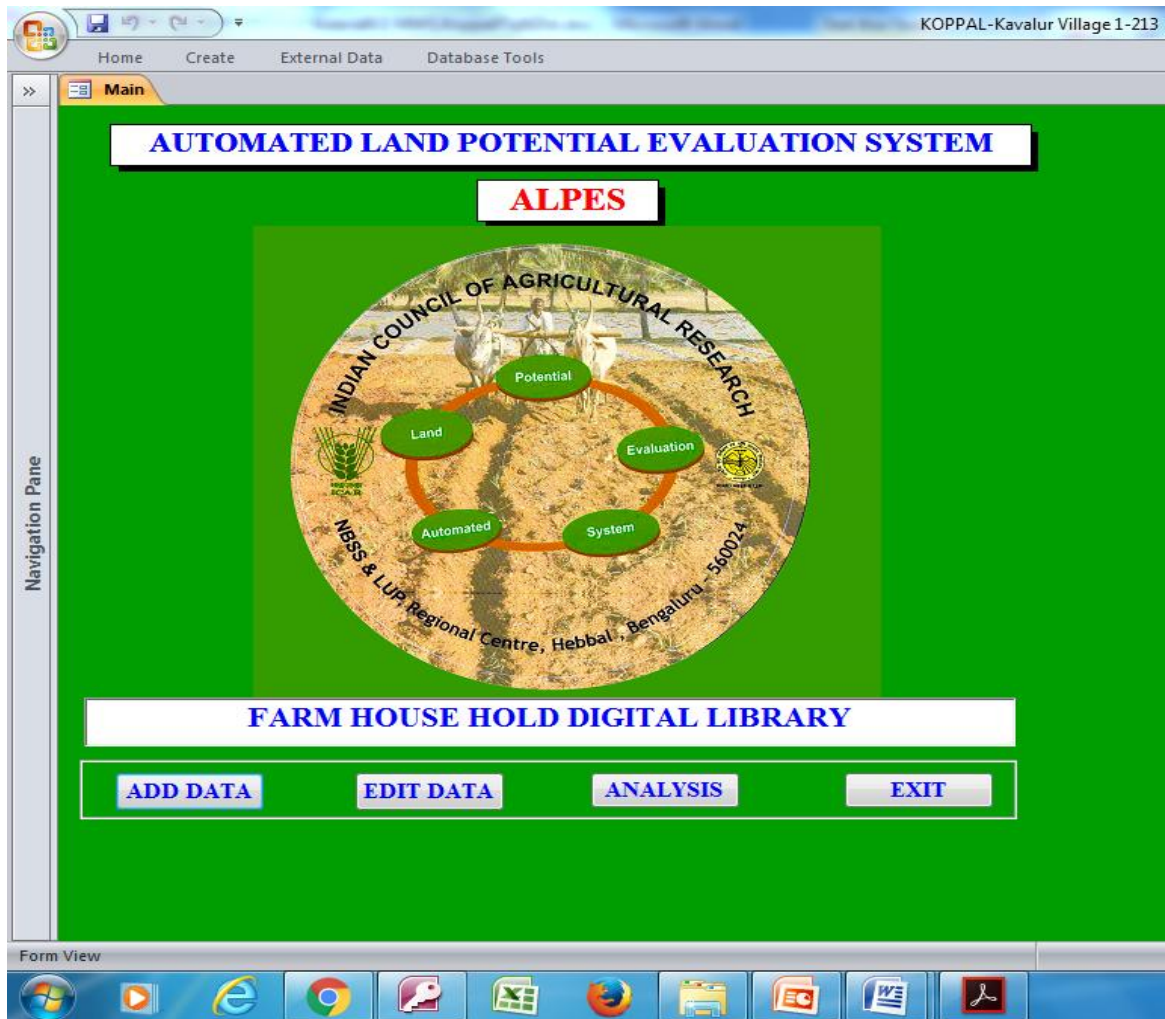 KOPPAL-Kavalur Village 1-213
Home Create External Data Database Tools
Main
AUTOMATED LAND POTENTIAL EVALUATION SYSTEM
ALPES
INDIAN COUNCIL OF AGRICULTURAL RESEARCH
Potential
Land
Evaluation
ICAR
Automated
System
NBSS & LUP, Regional Centre, Hebbal , Bengaluru - 560024
Navigation Pane
FARM HOUSE HOLD DIGITAL LIBRARY
ADD DATA EDIT DATA ANALYSIS EXIT
Form View